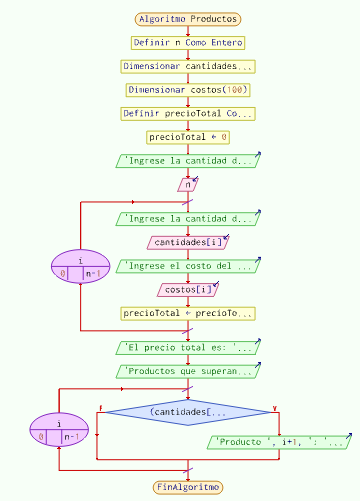 Algoritmo Productos
Definir n Como Entero
Dimensionar cantidades...
Dimensionar costos(100)
Definir precioTotal Co...
precioTotal ← 0
'Ingrese la cantidad d...
n
'Ingrese la cantidad d...
cantidades[i]
i
0 n-1
'Ingrese el costo del ...
costos[i]
precioTotal ← precioTo...
'El precio total es: '...
'Productos que superan...
f (cantidades[... v
i
0 n-1
'Producto ', i+1, ': '...
FinAlgoritmo